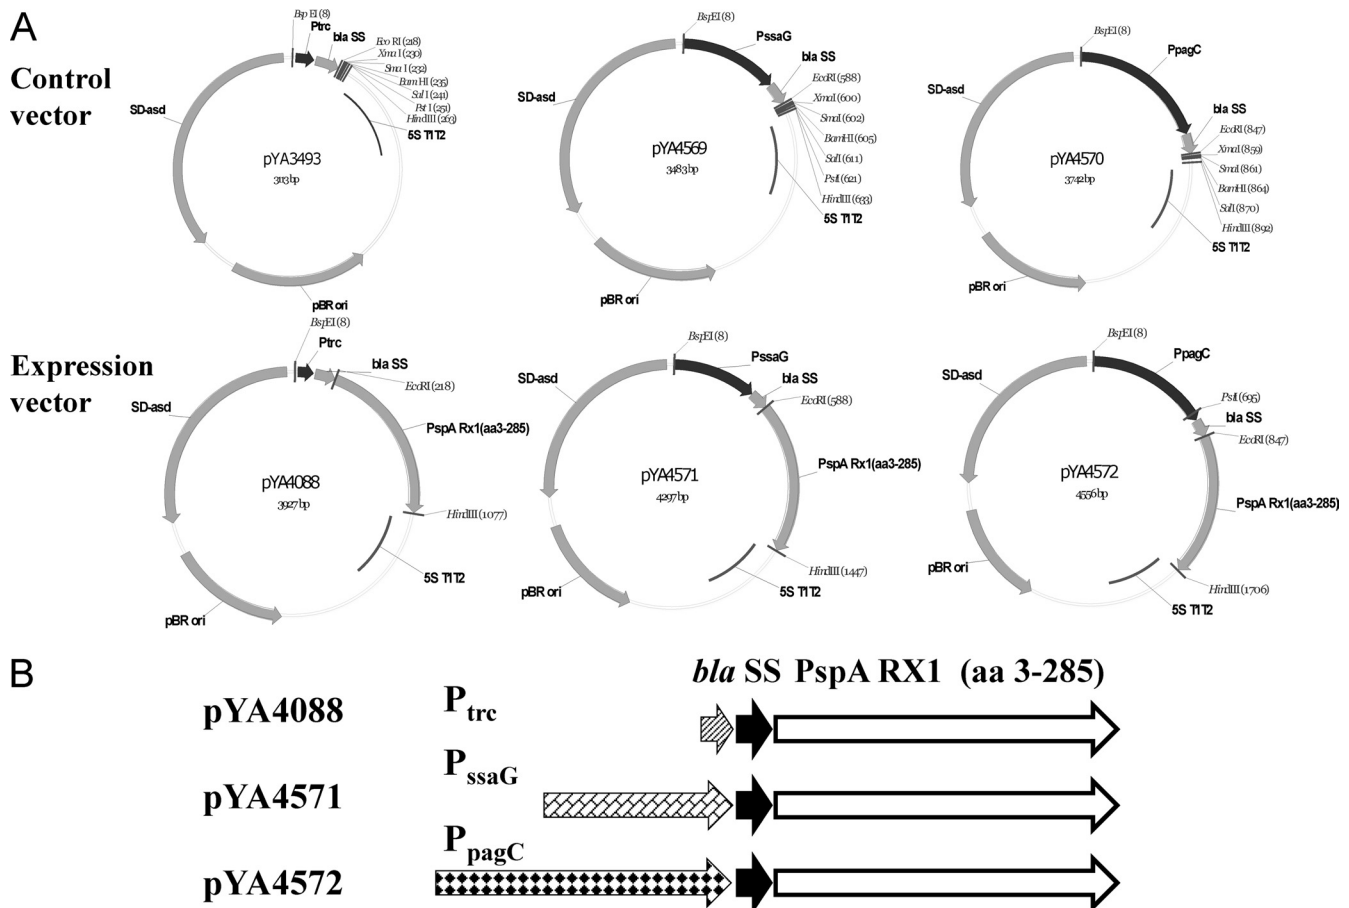 A
Control
vector
BspEI (8)
Ptrc
bla SS
EcoRI (218)
XmaI (230)
SmaI (232)
BamHI (235)
SalI (241)
PstI (251)
HindIII (263)
5S T1T2
SD-asd
pYA3493
3113 bp
pBR ori
BspEI (8)
PssaG
bla SS
EcoRI (588)
XmaI (600)
SmaI (602)
BamHI (605)
SalI (611)
PstI (621)
HindIII (633)
5S T1T2
SD-asd
pYA4569
3483 bp
pBR ori
BspEI (8)
PpagC
bla SS
EcoRI (847)
XmaI (859)
SmaI (861)
BamHI (864)
SalI (870)
HindIII (892)
5S T1T2
SD-asd
pYA4570
3742 bp
pBR ori
Expression
vector
BspEI (8)
Ptrc
bla SS
EcoRI (218)
SD-asd
PspA Rx1(aa3-285)
pYA4088
3927 bp
HindIII (1077)
5S T1T2
pBR ori
BspEI (8)
PssaG
bla SS
EcoRI (588)
SD-asd
PspA Rx1(aa3-285)
pYA4571
4297 bp
HindIII (1447)
5S T1T2
pBR ori
BspEI (8)
PpagC
PstI (695)
bla SS
EcoRI (847)
SD-asd
pYA4572
4556 bp
PspA Rx1(aa3-285)
pBR ori
HindIII (1706)
5S T1T2
B
bla SS PspA RX1 (aa 3-285)
pYA4088 Ptrc
pYA4571 PssaG
pYA4572 PpagC